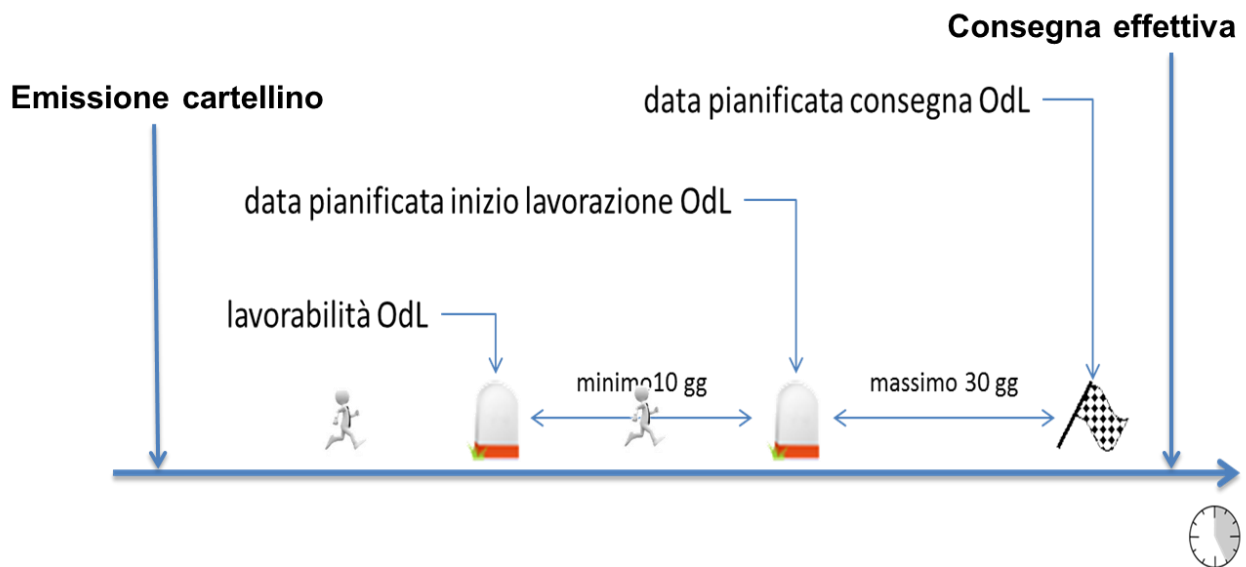 Consegna effettiva
Emissione cartellino
data pianificata consegna OdL
data pianificata inizio lavorazione OdL
lavorabilità OdL
minimo10 gg
massimo 30 gg